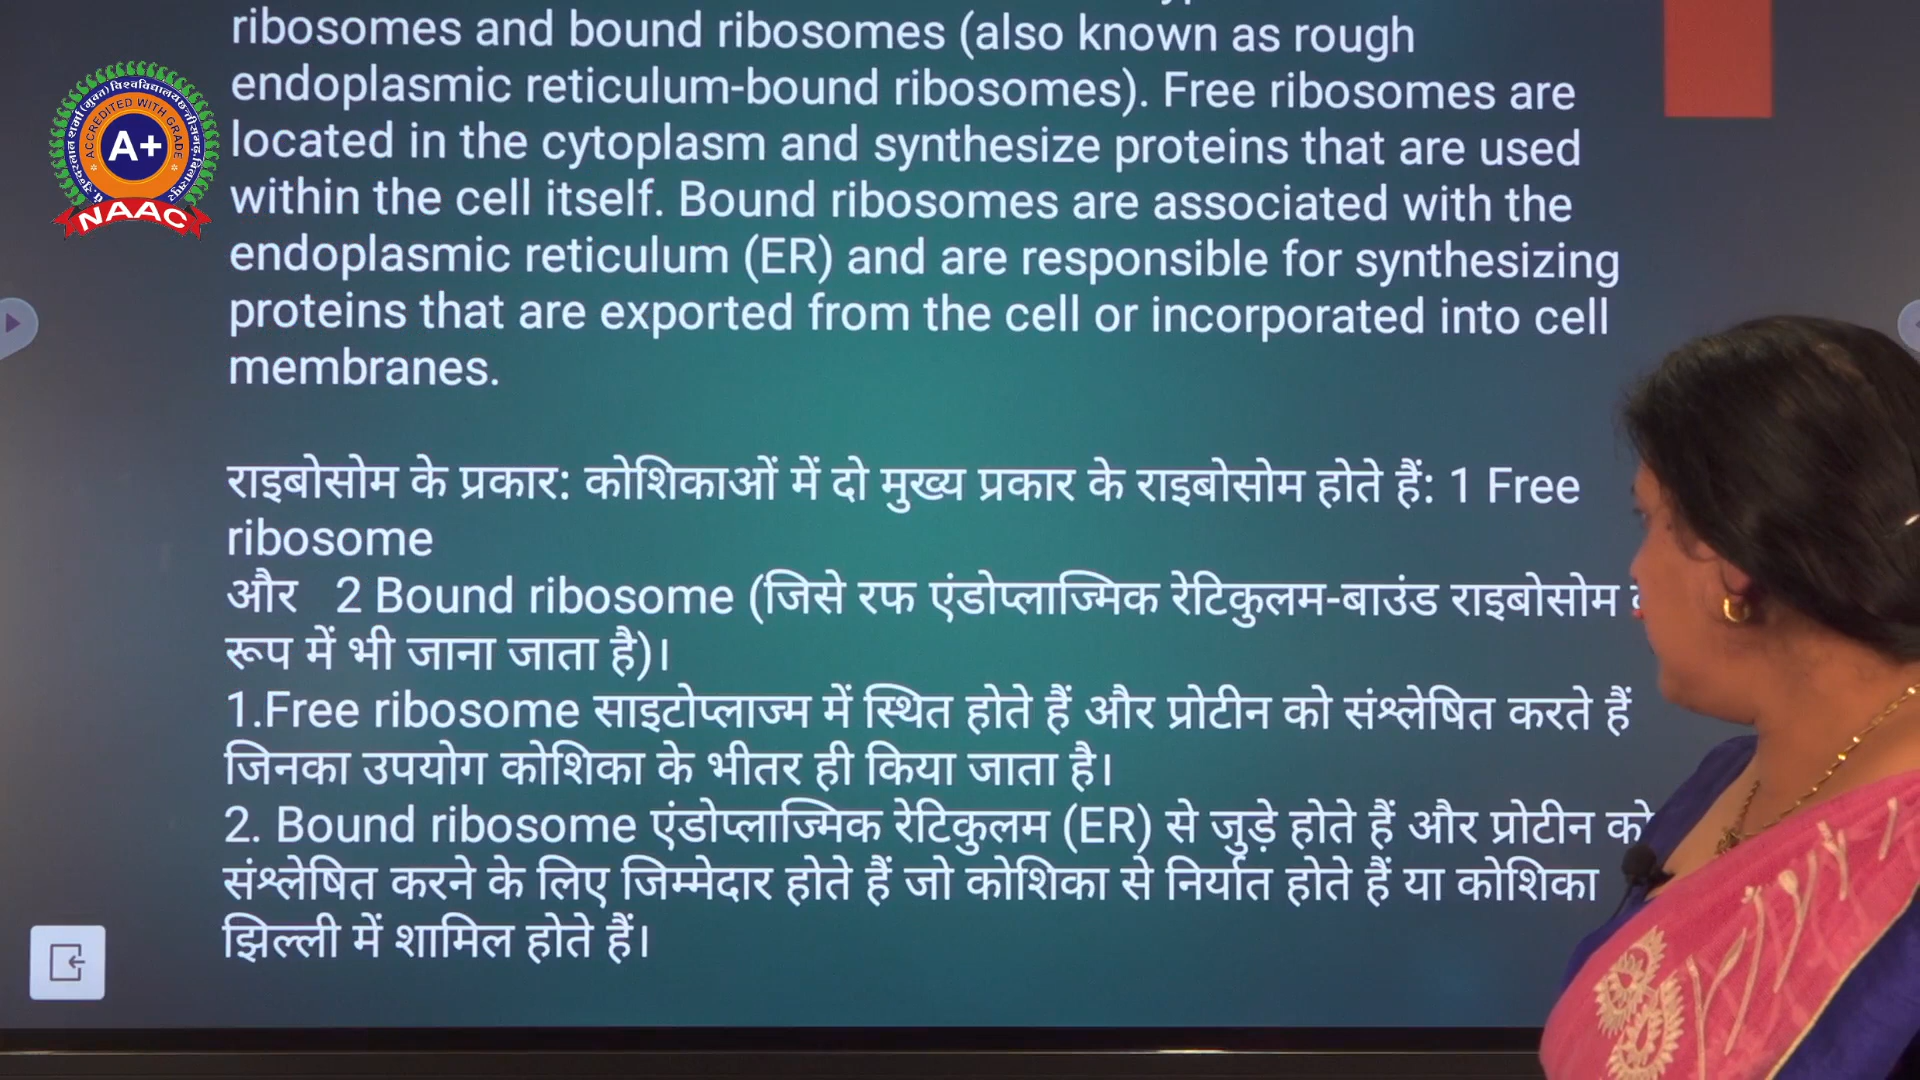 ribosomes and bound ribosomes (also known as rough
endoplasmic reticulum-bound ribosomes). Free ribosomes are
located in the cytoplasm and synthesize proteins that are used
within the cell itself. Bound ribosomes are associated with the
endoplasmic reticulum (ER) and are responsible for synthesizing
proteins that are exported from the cell or incorporated into cell
membranes.
राइबोसोम के प्रकार: कोशिकाओं में दो मुख्य प्रकार के राइबोसोम होते हैं: 1 Free
ribosome
और 2 Bound ribosome (जिसे रफ एंडोप्लाज्मिक रेटिकुलम-बाउंड राइबोसोम
रूप में भी जाना जाता है)।
1.Free ribosome साइटोप्लाज्म में स्थित होते हैं और प्रोटीन को संश्लेषित करते हैं
जिनका उपयोग कोशिका के भीतर ही किया जाता है।
2. Bound ribosome एंडोप्लाज्मिक रेटिकुलम (ER) से जुड़े होते हैं और प्रोटीन को
संश्लेषित करने के लिए जिम्मेदार होते हैं जो कोशिका से निर्यात होते हैं या कोशिका
झिल्ली में शामिल होते हैं।
ACCREDITED WITH GRADE
A+
NAAC